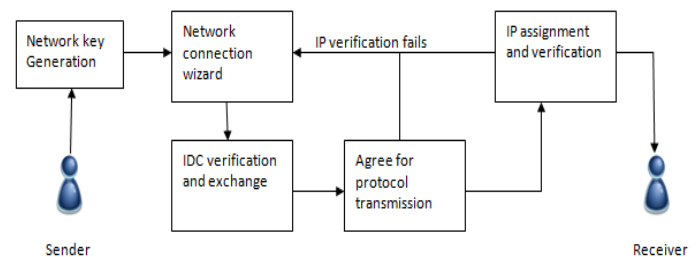 Network key
Generation
Network
connection
wizard
IP verification fails
IP assignment
and verification
IDC verification
and exchange
Agree for
protocol
transmission
Sender
Receiver